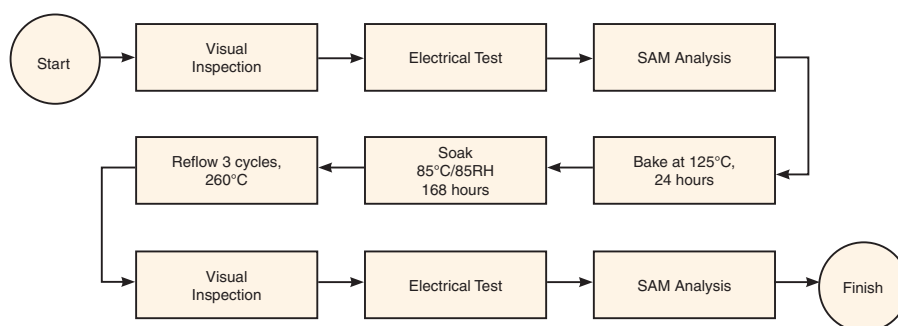 Start
Visual
Inspection
Electrical Test
SAM Analysis
Bake at 125°C,
24 hours
Soak
85°C/85RH
168 hours
Reflow 3 cycles,
260°C
Visual
Inspection
Electrical Test
SAM Analysis
Finish